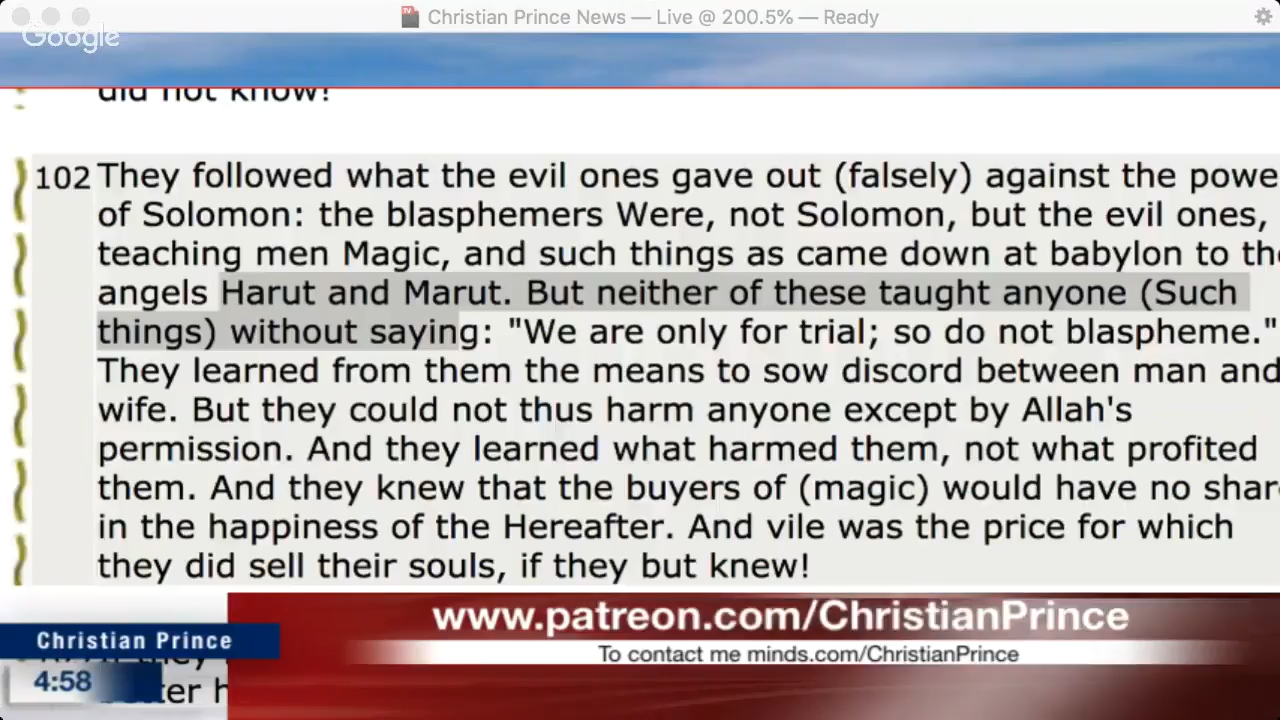 Christian Prince News — Live @ 200.5% — Ready
Google
did not know!
102 They followed what the evil ones gave out (falsely) against the powe
of Solomon: the blasphemers Were, not Solomon, but the evil ones,
teaching men Magic, and such things as came down at babylon to the
angels Harut and Marut. But neither of these taught anyone (Such
things) without saying: "We are only for trial; so do not blaspheme."
They learned from them the means to sow discord between man and
wife. But they could not thus harm anyone except by Allah's
permission. And they learned what harmed them, not what profited
them. And they knew that the buyers of (magic) would have no shar
in the happiness of the Hereafter. And vile was the price for which
they did sell their souls, if they but knew!
www.patreon.com/ChristianPrince
Christian Prince
To contact me minds.com/ChristianPrince
they
4:58